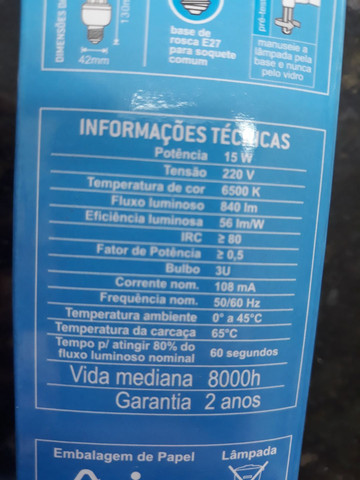 DIMENSÕES
130
42mm
base de
rosca E27
para soquete
comum
manuseie a
lâmpada pela
base e nunca
pelo vidro
INFORMAÇÕES TÉCNICAS
Potência 15 W
Tensão 220 V
Temperatura de cor 6500 K
Fluxo luminoso 840 lm
Eficiência luminosa 56 lm/W
IRC ≥ 80
Fator de Potência ≥ 0,5
Bulbo 3U
Corrente nom. 108 mA
Frequência nom. 50/60 Hz
Temperatura ambiente 0° a 45°C
Temperatura da carcaça 65°C
Tempo p/ atingir 80% do
fluxo luminoso nominal 60 segundos
Vida mediana 8000h
Garantia 2 anos
Embalagem de Papel Lâmpada